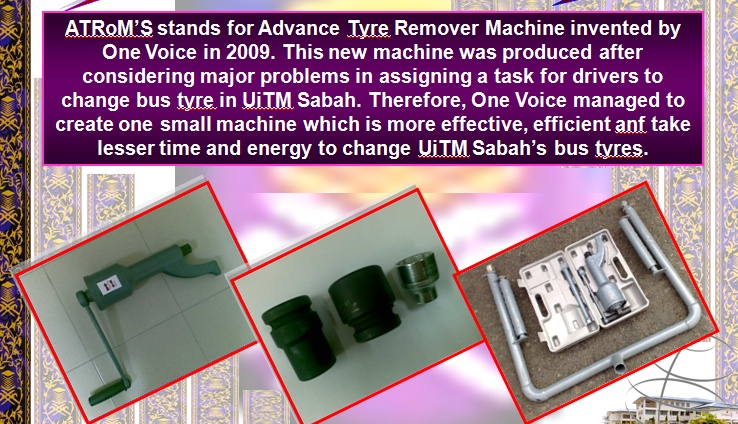 ATRoM'S stands for Advance Tyre Remover Machine invented by
One Voice in 2009. This new machine was produced after
considering major problems in assigning a task for drivers to
change bus tyre in UiTM Sabah. Therefore, One Voice managed to
create one small machine which is more effective, efficient anf take
lesser time and energy to change UiTM Sabah's bus tyres.